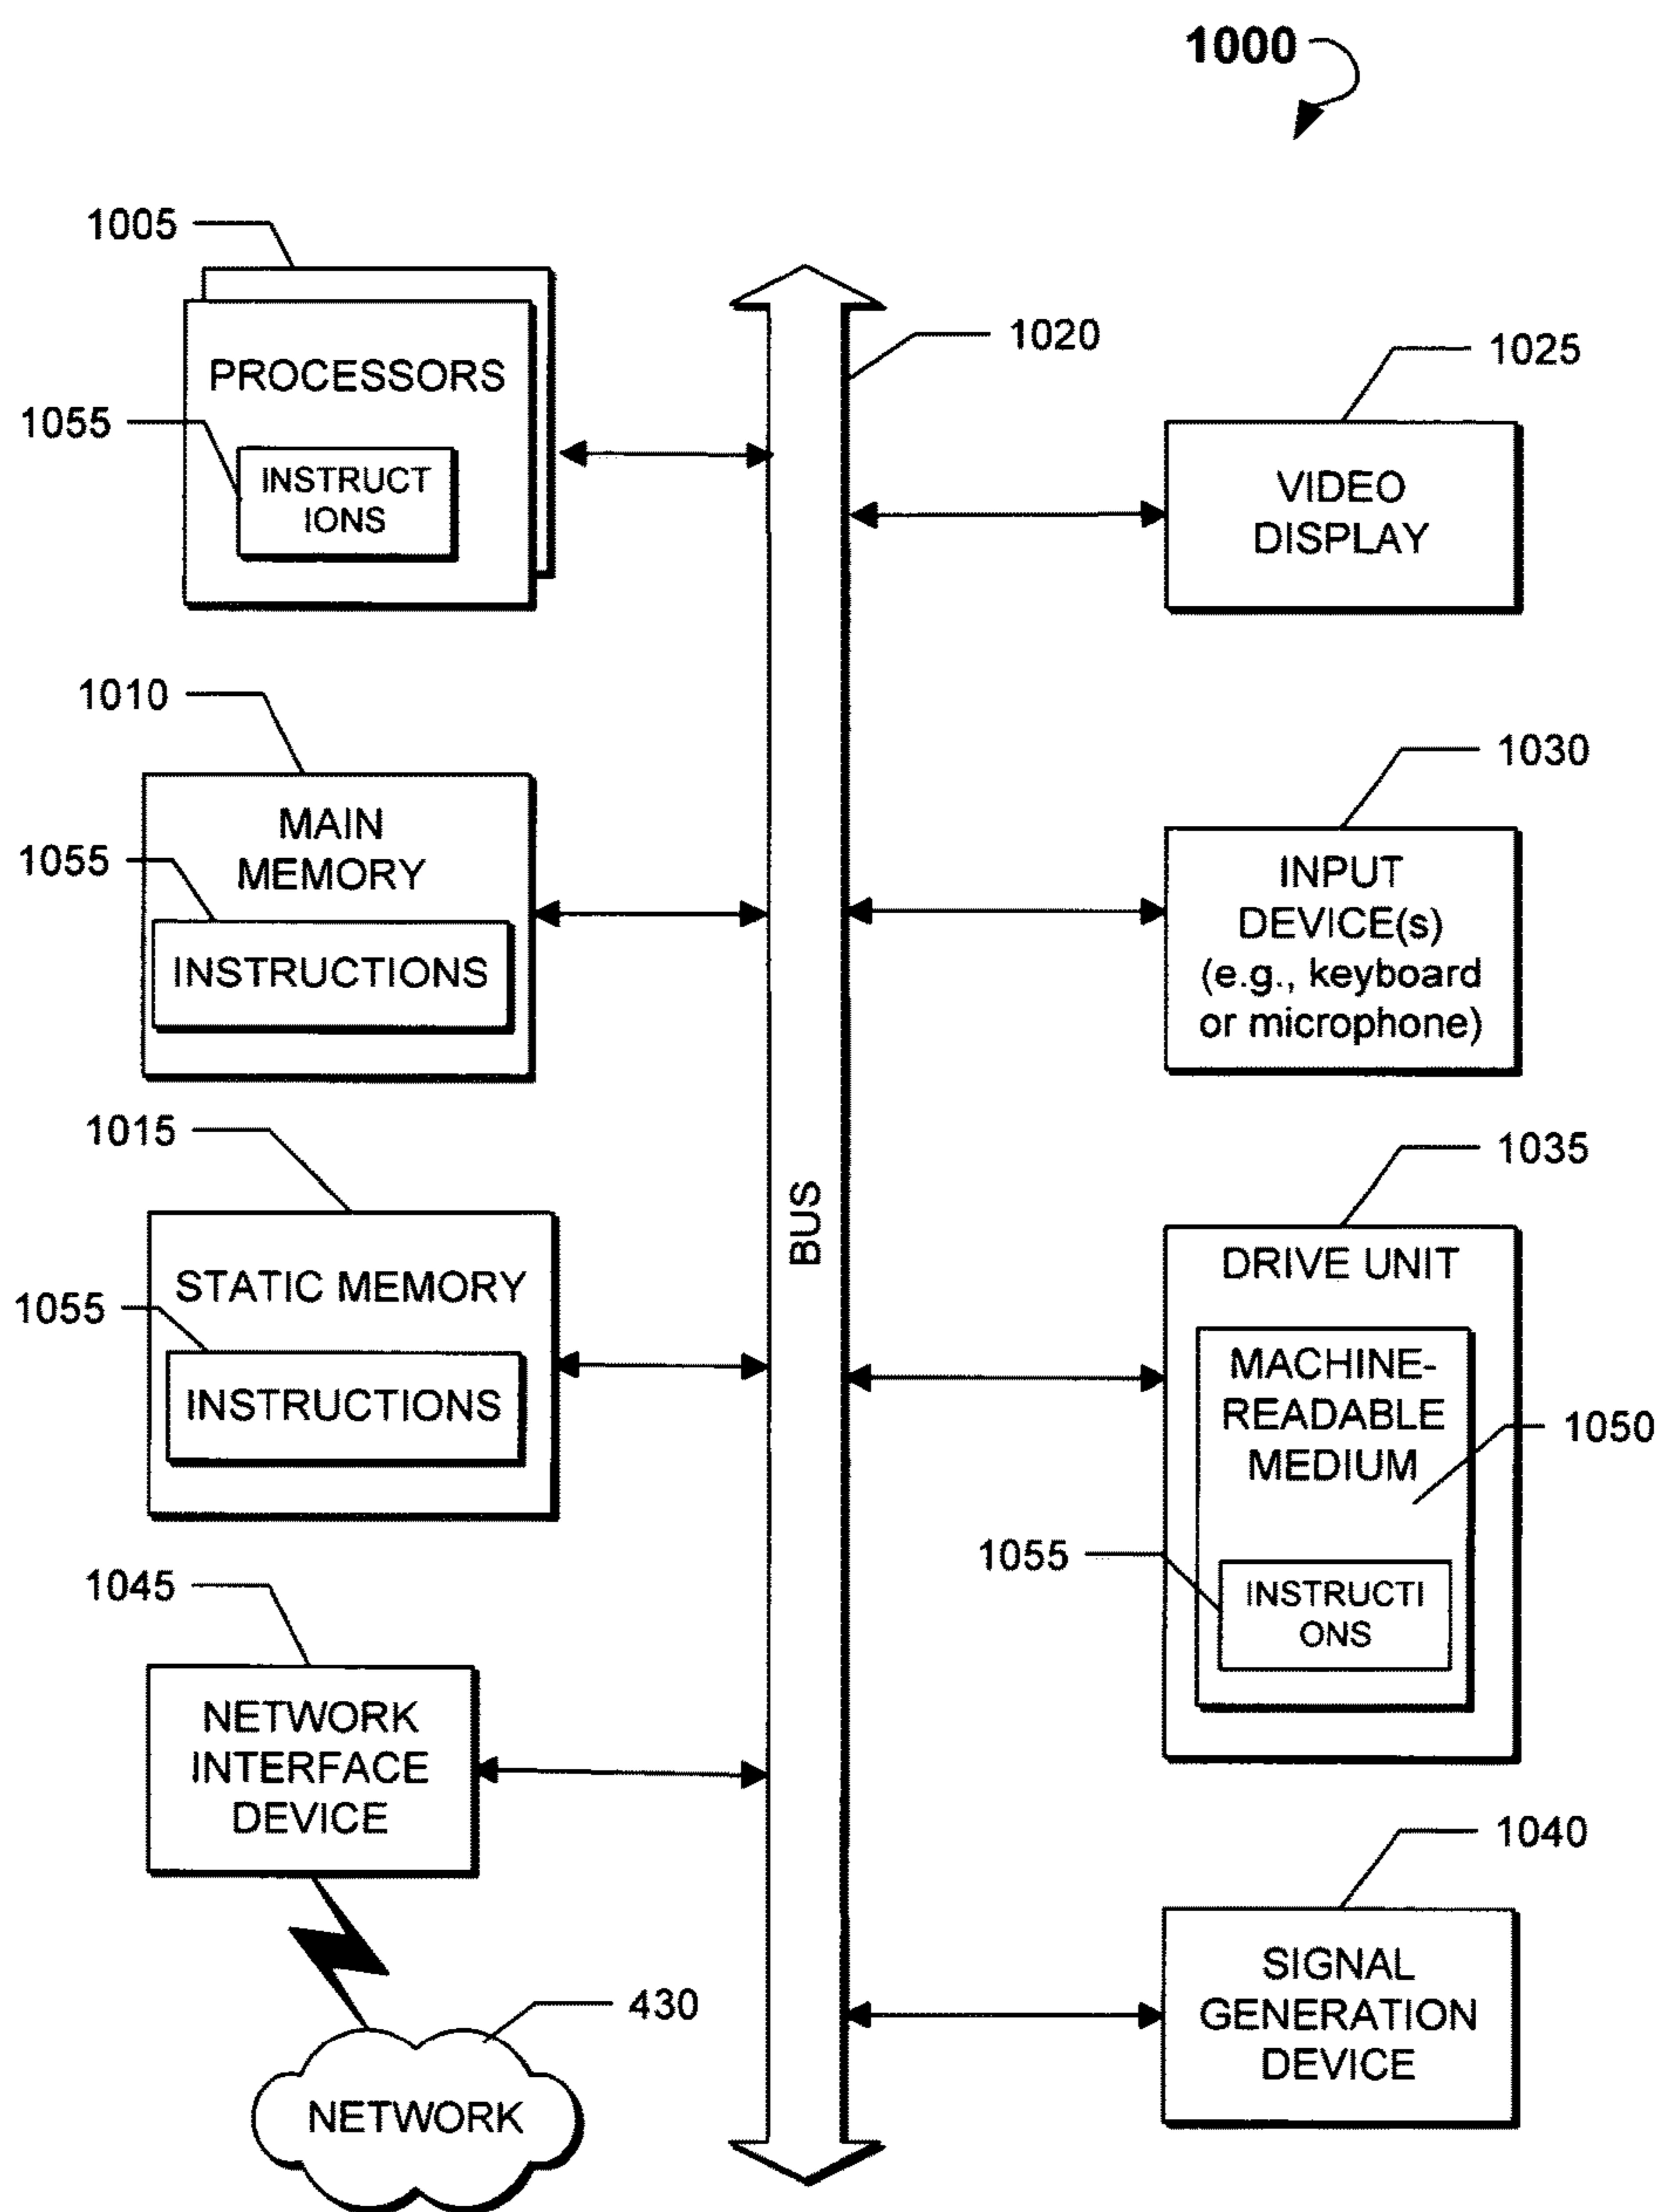 1000
1005
PROCESSORS
1055
INSTRUCT
IONS
1020
1025
VIDEO
DISPLAY
1010
MAIN
MEMORY
1055
INSTRUCTIONS
1030
INPUT
DEVICE(s)
(e.g., keyboard
or microphone)
1015
STATIC MEMORY
1055
INSTRUCTIONS
BUS
1035
DRIVE UNIT
MACHINE-
READABLE
MEDIUM
1050
1055
INSTRUCTI
ONS
1045
NETWORK
INTERFACE
DEVICE
430
NETWORK
1040
SIGNAL
GENERATION
DEVICE